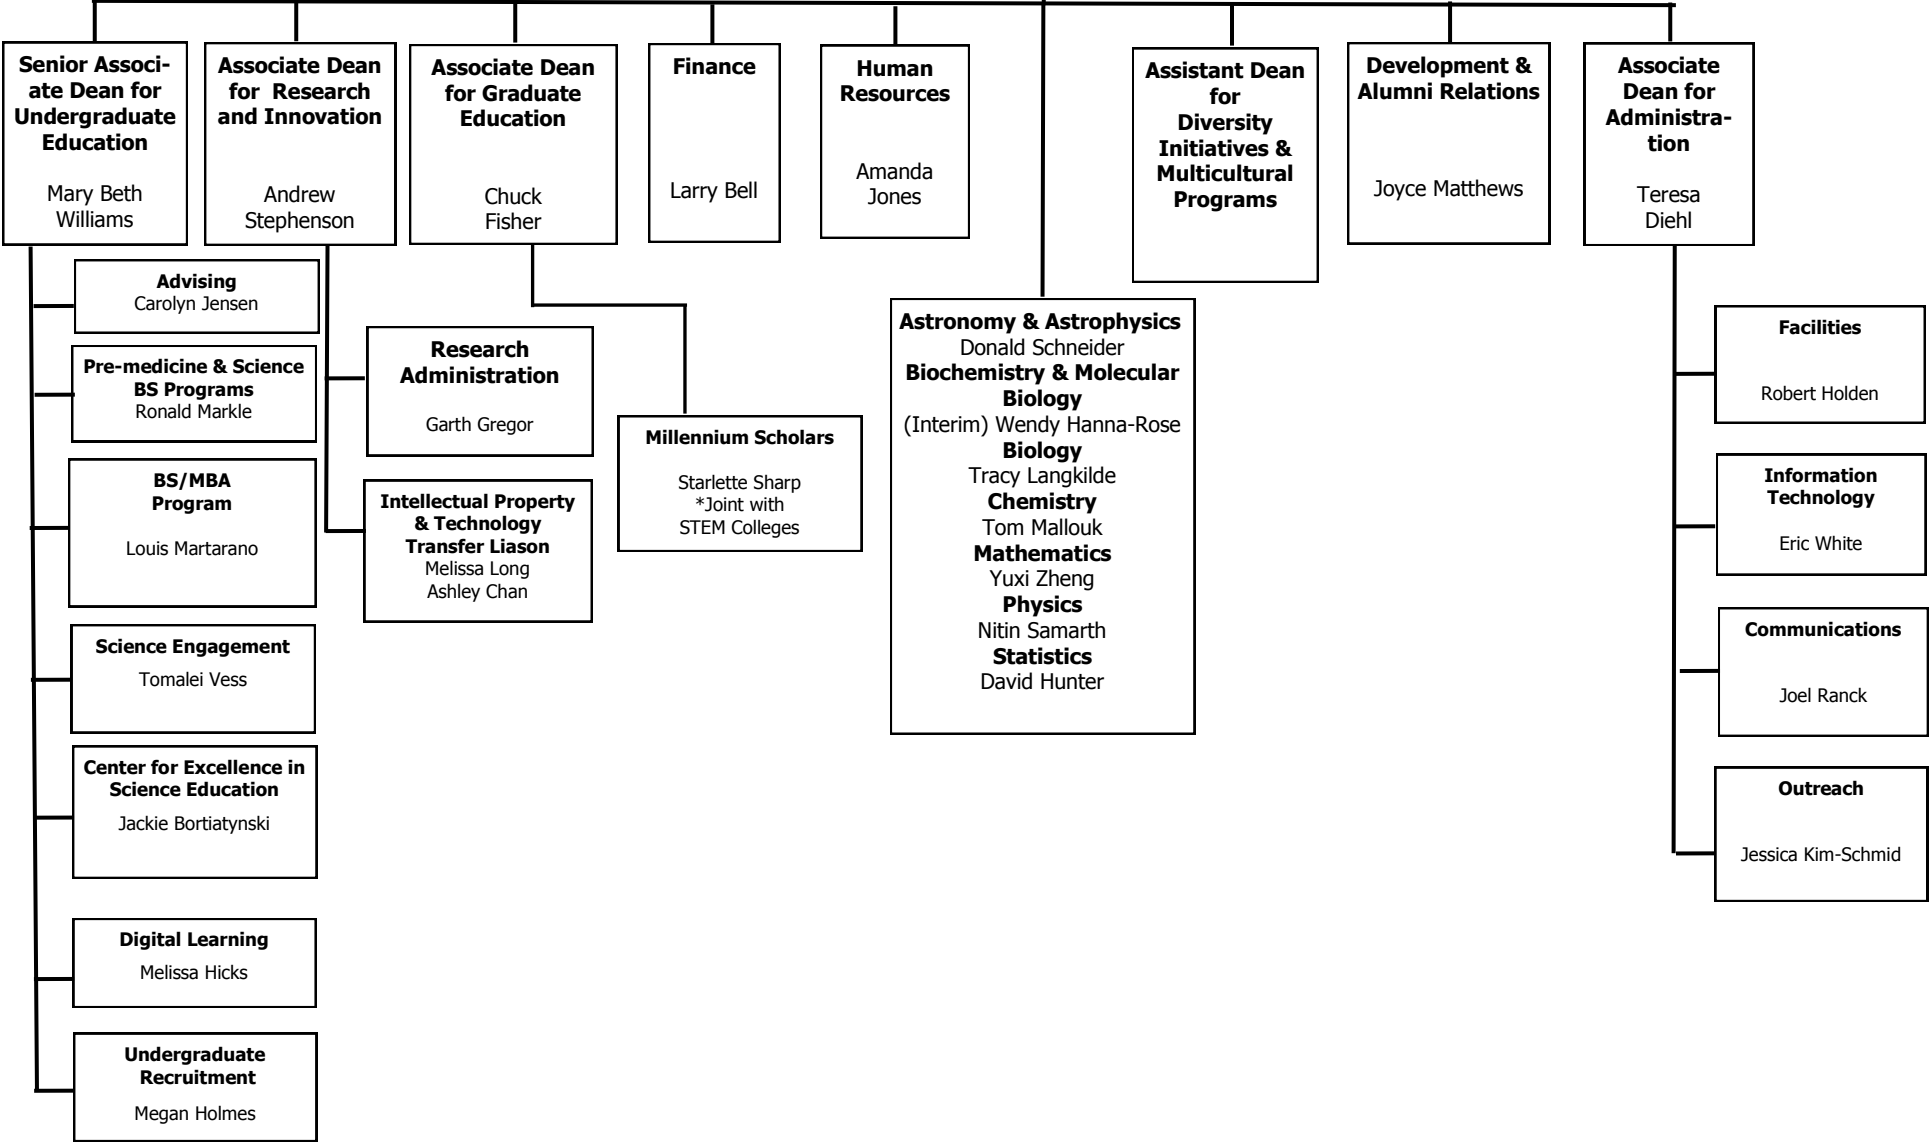 Senior Associ-
ate Dean for
Undergraduate
Education
Mary Beth
Williams
Associate Dean
for Research
and Innovation
Andrew
Stephenson
Associate Dean
for Graduate
Education
Chuck
Fisher
Finance
Larry Bell
Human
Resources
Amanda
Jones
Assistant Dean
for
Diversity
Initiatives &
Multicultural
Programs
Development &
Alumni Relations
Joyce Matthews
Associate
Dean for
Administra-
tion
Teresa
Diehl
Advising
Carolyn Jensen
Pre-medicine & Science
BS Programs
Ronald Markle
BS/MBA
Program
Louis Martarano
Science Engagement
Tomalei Vess
Center for Excellence in
Science Education
Jackie Bortiatynski
Digital Learning
Melissa Hicks
Undergraduate
Recruitment
Megan Holmes
Research
Administration
Garth Gregor
Intellectual Property
& Technology
Transfer Liason
Melissa Long
Ashley Chan
Millennium Scholars
Starlette Sharp
*Joint with
STEM Colleges
Astronomy & Astrophysics
Donald Schneider
Biochemistry & Molecular
Biology
(Interim) Wendy Hanna-Rose
Biology
Tracy Langkilde
Chemistry
Tom Mallouk
Mathematics
Yuxi Zheng
Physics
Nitin Samarth
Statistics
David Hunter
Facilities
Robert Holden
Information
Technology
Eric White
Communications
Joel Ranck
Outreach
Jessica Kim-Schmid